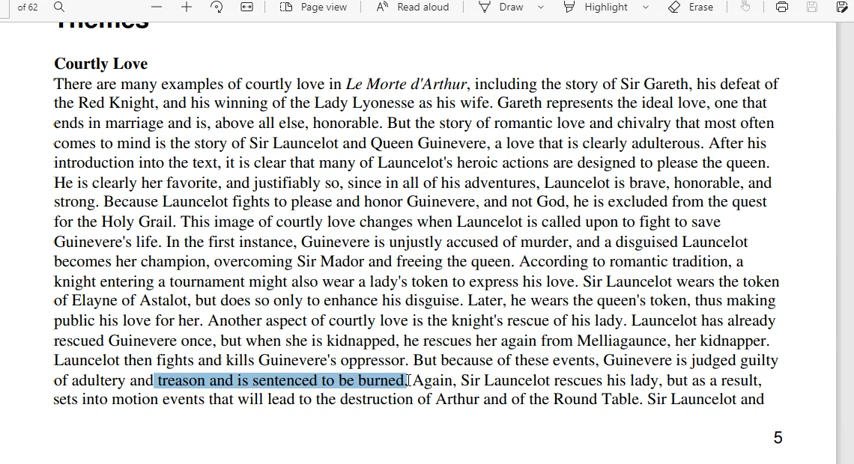 of 62
Page view
Read aloud
Draw
Highlight
Erase
Themes
Courtly Love
There are many examples of courtly love in Le Morte d'Arthur, including the story of Sir Gareth, his defeat of
the Red Knight, and his winning of the Lady Lyonesse as his wife. Gareth represents the ideal love, one that
ends in marriage and is, above all else, honorable. But the story of romantic love and chivalry that most often
comes to mind is the story of Sir Launcelot and Queen Guinevere, a love that is clearly adulterous. After his
introduction into the text, it is clear that many of Launcelot's heroic actions are designed to please the queen.
He is clearly her favorite, and justifiably so, since in all of his adventures, Launcelot is brave, honorable, and
strong. Because Launcelot fights to please and honor Guinevere, and not God, he is excluded from the quest
for the Holy Grail. This image of courtly love changes when Launcelot is called upon to fight to save
Guinevere's life. In the first instance, Guinevere is unjustly accused of murder, and a disguised Launcelot
becomes her champion, overcoming Sir Mador and freeing the queen. According to romantic tradition, a
knight entering a tournament might also wear a lady's token to express his love. Sir Launcelot wears the token
of Elayne of Astalot, but does so only to enhance his disguise. Later, he wears the queen's token, thus making
public his love for her. Another aspect of courtly love is the knight's rescue of his lady. Launcelot has already
rescued Guinevere once, but when she is kidnapped, he rescues her again from Melliagaunce, her kidnapper.
Launcelot then fights and kills Guinevere's oppressor. But because of these events, Guinevere is judged guilty
of adultery and treason and is sentenced to be burned. Again, Sir Launcelot rescues his lady, but as a result,
sets into motion events that will lead to the destruction of Arthur and of the Round Table. Sir Launcelot and
5